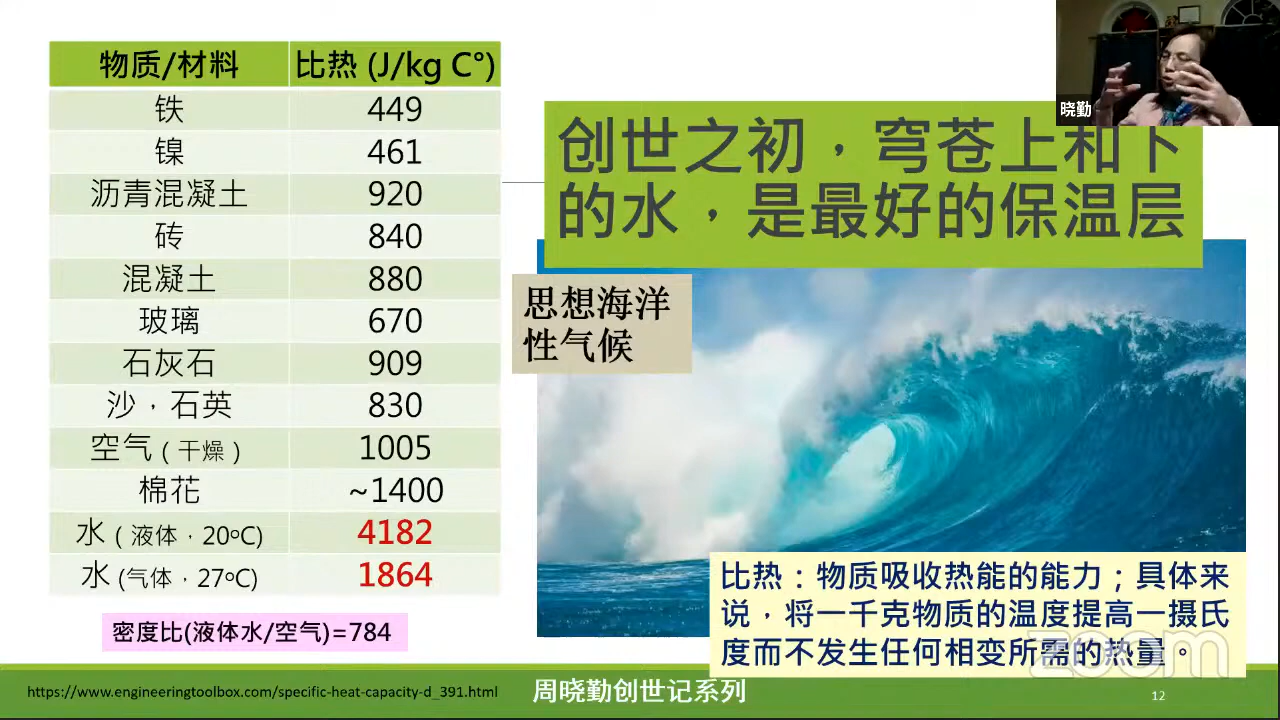 物质/材料 比热 (J/kg C°)
铁 449
镍 461
沥青混凝土 920
砖 840
混凝土 880
玻璃 670
石灰石 909
沙，石英 830
空气 ( 干燥 ) 1005
棉花 ~1400
水 ( 液体，20ºC) 4182
水 (气体，27ºC) 1864
密度比(液体水/空气)=784
晓勤
创世之初，穹苍上和下
的水，是最好的保温层
思想海洋
性气候
比热：物质吸收热能的能力；具体来
说，将一千克物质的温度提高一摄氏
度而不发生任何相变所需的热量。
zoom
https://www.engineeringtoolbox.com/specific-heat-capacity-d_391.html
周晓勤创世记系列
12